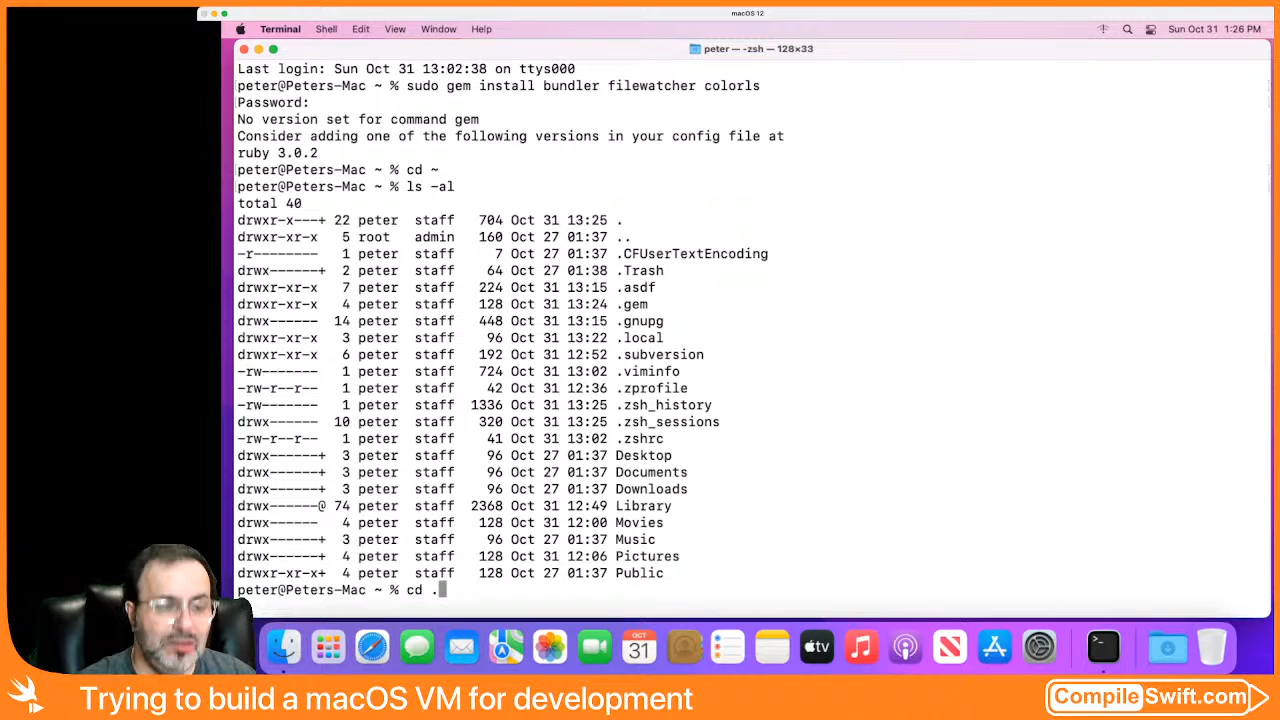 macOS 12
Terminal Shell Edit View Window Help Sun Oct 31 1:26 PM
peter — -zsh — 128×33
Last login: Sun Oct 31 13:02:38 on ttys000
peter@Peters-Mac ~ % sudo gem install bundler filewatcher colorls
Password:
No version set for command gem
Consider adding one of the following versions in your config file at
ruby 3.0.2
peter@Peters-Mac ~ % cd ~
peter@Peters-Mac ~ % ls -al
total 40
drwxr-x---+ 22 peter staff 704 Oct 31 13:25 .
drwxr-xr-x 5 root admin 160 Oct 27 01:37 ..
-r-------- 1 peter staff 7 Oct 27 01:37 .CFUserTextEncoding
drwx------+ 2 peter staff 64 Oct 27 01:38 .Trash
drwxr-xr-x 7 peter staff 224 Oct 31 13:15 .asdf
drwxr-xr-x 4 peter staff 128 Oct 31 13:24 .gem
drwx------ 14 peter staff 448 Oct 31 13:15 .gnupg
drwxr-xr-x 3 peter staff 96 Oct 31 13:22 .local
drwxr-xr-x 6 peter staff 192 Oct 31 12:52 .subversion
-rw------- 1 peter staff 724 Oct 31 13:02 .viminfo
-rw-r--r-- 1 peter staff 42 Oct 31 12:36 .zprofile
-rw------- 1 peter staff 1336 Oct 31 13:25 .zsh_history
drwx------ 10 peter staff 320 Oct 31 13:25 .zsh_sessions
-rw-r--r-- 1 peter staff 41 Oct 31 13:02 .zshrc
drwx------+ 3 peter staff 96 Oct 27 01:37 Desktop
drwx------+ 3 peter staff 96 Oct 27 01:37 Documents
drwx------+ 3 peter staff 96 Oct 27 01:37 Downloads
drwx------@ 74 peter staff 2368 Oct 31 12:49 Library
drwx------ 4 peter staff 128 Oct 31 12:00 Movies
drwx------+ 3 peter staff 96 Oct 27 01:37 Music
drwx------+ 4 peter staff 128 Oct 31 12:06 Pictures
drwxr-xr-x+ 4 peter staff 128 Oct 27 01:37 Public
peter@Peters-Mac ~ % cd .
OCT
31
tv
Trying to build a macOS VM for development
CompileSwift.com